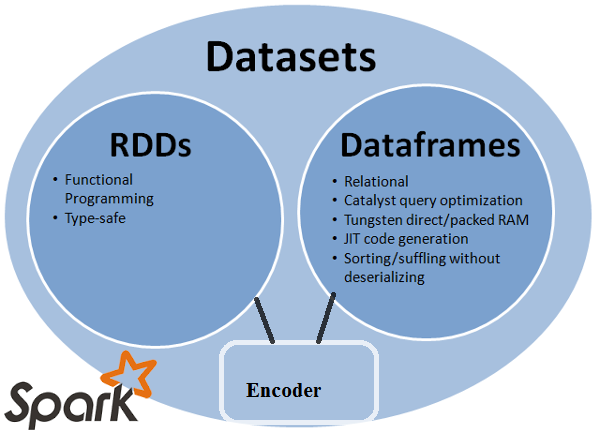 Datasets
RDDs
• Functional
Programming
• Type-safe
Dataframes
• Relational
• Catalyst query optimization
• Tungsten direct/packed RAM
• JIT code generation
• Sorting/suffling without
deserializing
Encoder
Spark